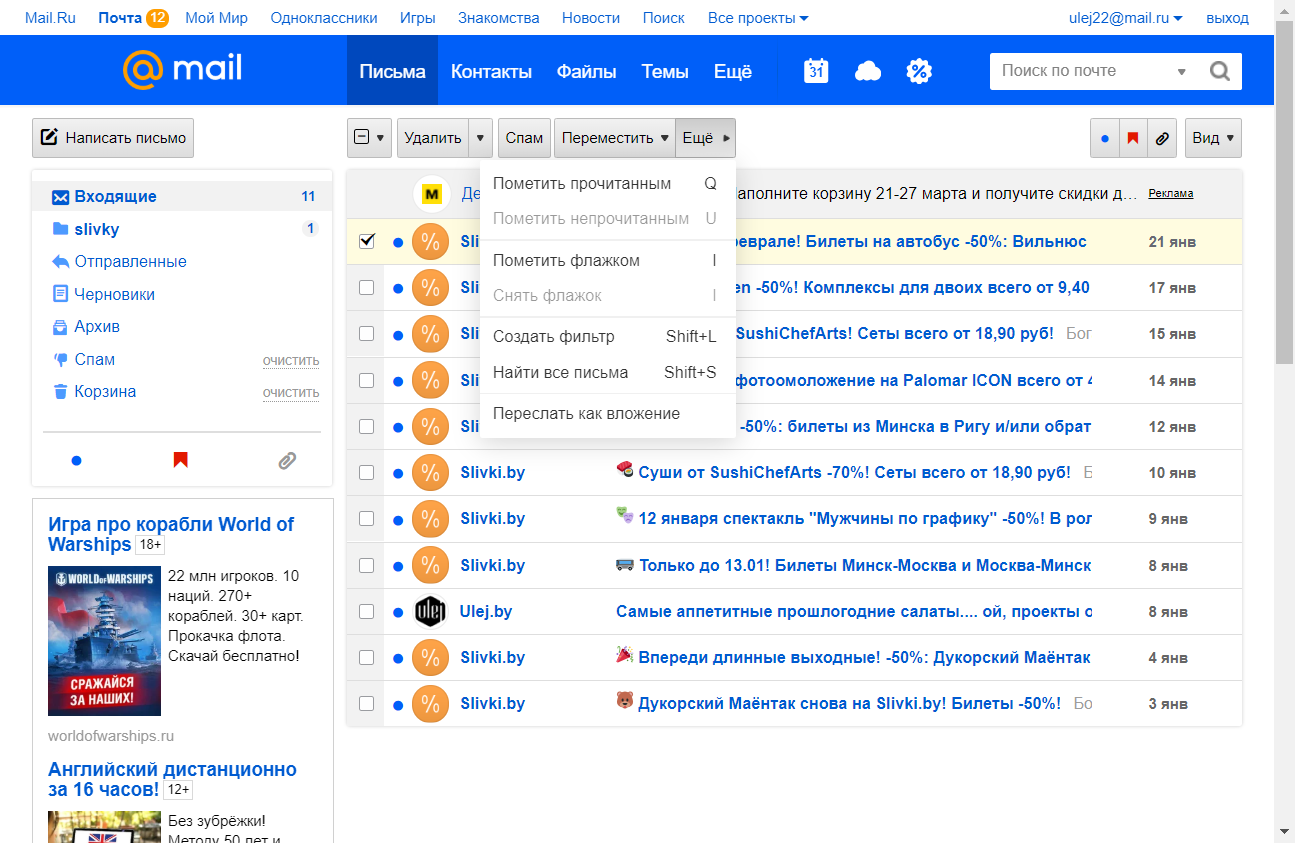 Mail.Ru Почта 12 Мой Мир Одноклассники Игры Знакомства Новости Поиск Все проекты ulej22@mail.ru выход
@mail Письма Контакты Файлы Темы Ещё 31 % Поиск по почте
Написать письмо Удалить Спам Переместить Ещё Вид
Входящие 11
slivky 1
Отправленные
Черновики
Архив
Спам очистить
Корзина очистить
Пометить прочитанным Q
Пометить непрочитанным U
Пометить флажком I
Снять флажок I
Создать фильтр Shift+L
Найти все письма Shift+S
Переслать как вложение
М Де аполните корзину 21-27 марта и получите скидки д... Реклама
% Sli еврале! Билеты на автобус -50%: Вильнюс 21 янв
% Sli en -50%! Комплексы для двоих всего от 9,40 17 янв
% Sli SushiChefArts! Сеты всего от 18,90 руб! Бог 15 янв
% Sli фотоомоложение на Palomar ICON всего от 4 14 янв
% Sli -50%: билеты из Минска в Ригу и/или обрат 12 янв
% Slivki.by Суши от SushiChefArts -70%! Сеты всего от 18,90 руб! Б 10 янв
% Slivki.by 12 января спектакль "Мужчины по графику" -50%! В рол 9 янв
% Slivki.by Только до 13.01! Билеты Минск-Москва и Москва-Минск 8 янв
ulej Ulej.by Самые аппетитные прошлогодние салаты.... ой, проекты о 8 янв
% Slivki.by Впереди длинные выходные! -50%: Дукорский Маёнтак 4 янв
% Slivki.by Дукорский Маёнтак снова на Slivki.by! Билеты -50%! Бо 3 янв
Игра про корабли World of
Warships 18+
WORLD OF WARSHIPS
СРАЖАЙСЯ
ЗА НАШИХ!
22 млн игроков. 10
наций. 270+
кораблей. 30+ карт.
Прокачка флота.
Скачай бесплатно!
worldofwarships.ru
Английский дистанционно
за 16 часов! 12+
Без зубрёжки!
Методу 50 лет и